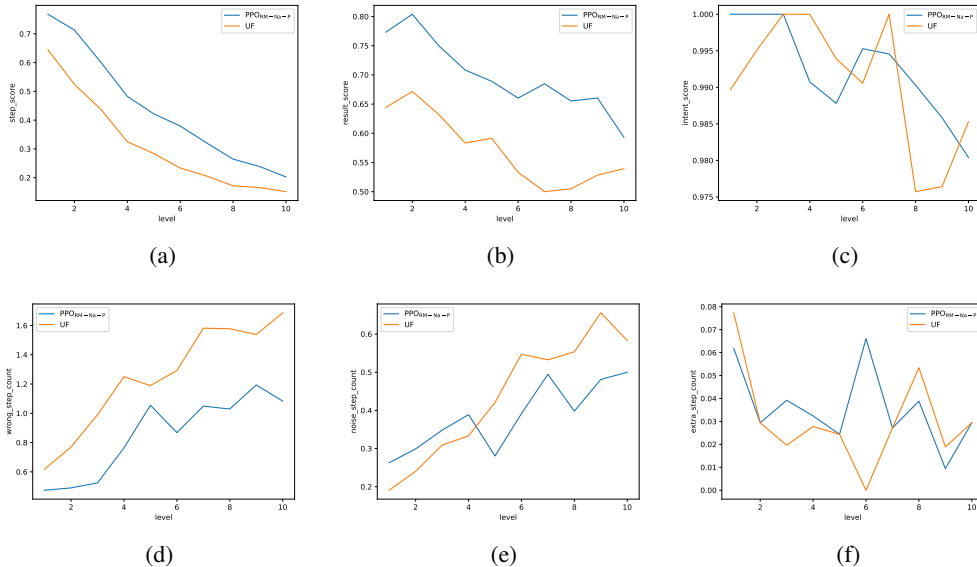 PPO_RM−Na−P
UF
step_score
0.7
0.6
0.5
0.4
0.3
0.2
2 4 6 8 10
level
(a)
PPO_RM−Na−P
UF
result_score
0.80
0.75
0.70
0.65
0.60
0.55
0.50
2 4 6 8 10
level
(b)
PPO_RM−Na−P
UF
intent_score
1.000
0.995
0.990
0.985
0.980
0.975
2 4 6 8 10
level
(c)
PPO_RM−Na−P
UF
wrong_step_count
1.6
1.4
1.2
1.0
0.8
0.6
2 4 6 8 10
level
(d)
PPO_RM−Na−P
UF
noise_step_count
0.6
0.5
0.4
0.3
0.2
2 4 6 8 10
level
(e)
PPO_RM−Na−P
UF
extra_step_count
0.08
0.07
0.06
0.05
0.04
0.03
0.02
0.01
0.00
2 4 6 8 10
level
(f)